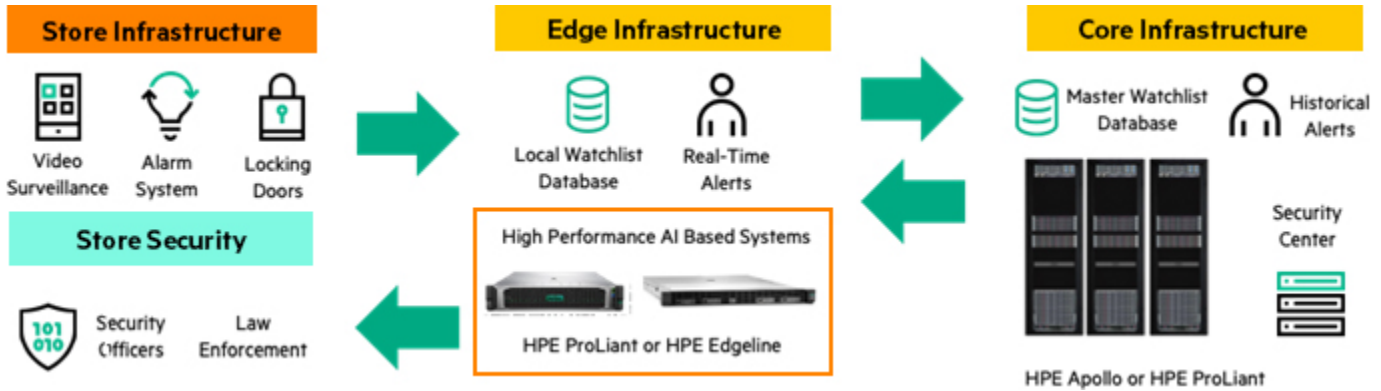 Store Infrastructure
Video
Surveillance
Alarm
System
Locking
Doors
Store Security
101
010
Security
Officers
Law
Enforcement
Edge Infrastructure
Local Watchlist
Database
Real-Time
Alerts
High Performance AI Based Systems
HPE ProLiant or HPE Edgeline
Core Infrastructure
Master Watchlist
Database
Historical
Alerts
Security
Center
HPE Apollo or HPE ProLiant